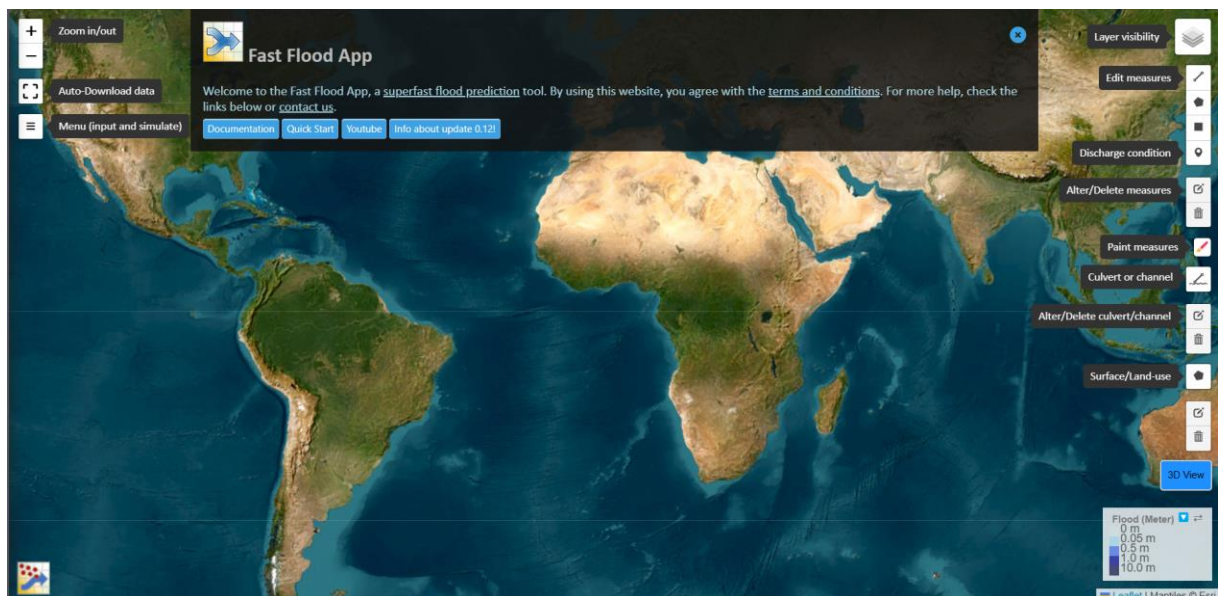 +
Zoom in/out
−
Auto-Download data
Menu (input and simulate)
Fast Flood App
Welcome to the Fast Flood App, a superfast flood prediction tool. By using this website, you agree with the terms and conditions. For more help, check the
links below or contact us.
Documentation Quick Start Youtube Info about update 0.12!
Layer visibility
Edit measures
Discharge condition
Alter/Delete measures
Paint measures
Culvert or channel
Alter/Delete culvert/channel
Surface/Land-use
3D View
Flood (Meter)
0 m
0.05 m
0.5 m
1.0 m
10.0 m
Leaflet | Maptiles © Esri